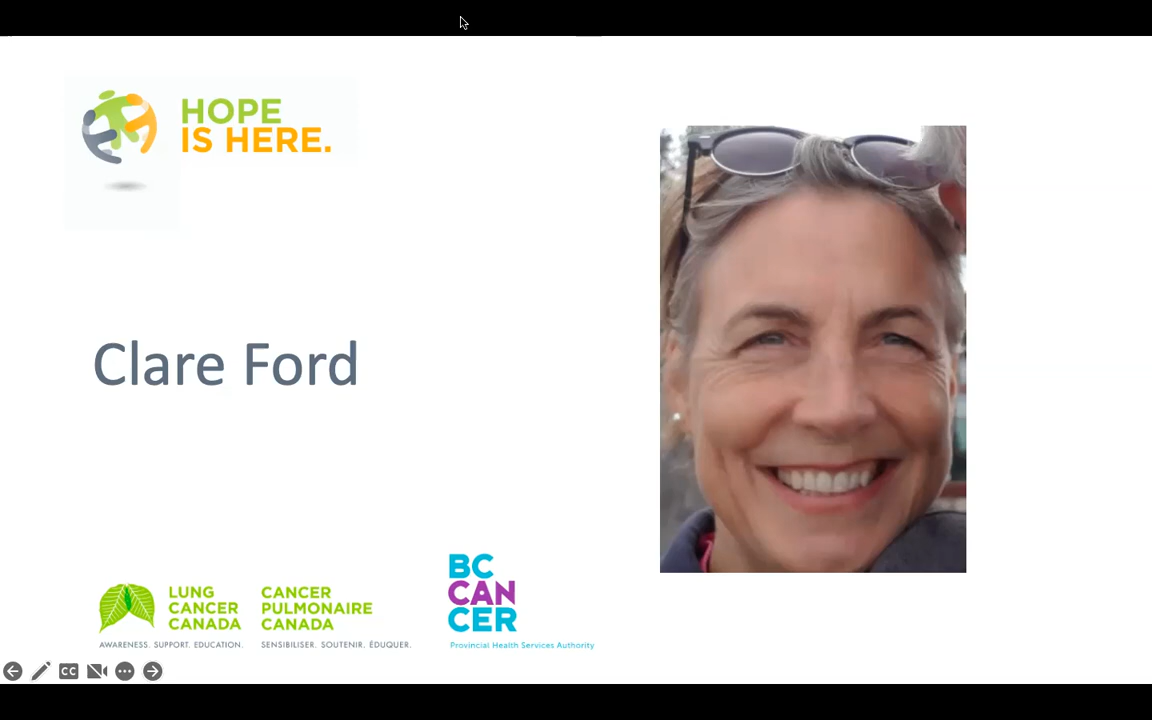 HOPE
IS HERE.
Clare Ford
LUNG
CANCER
CANADA
CANCER
PULMONAIRE
CANADA
AWARENESS. SUPPORT. EDUCATION.
SENSIBILISER. SOUTENIR. ÉDUQUER.
BC
CAN
CER
Provincial Health Services Authority
CC